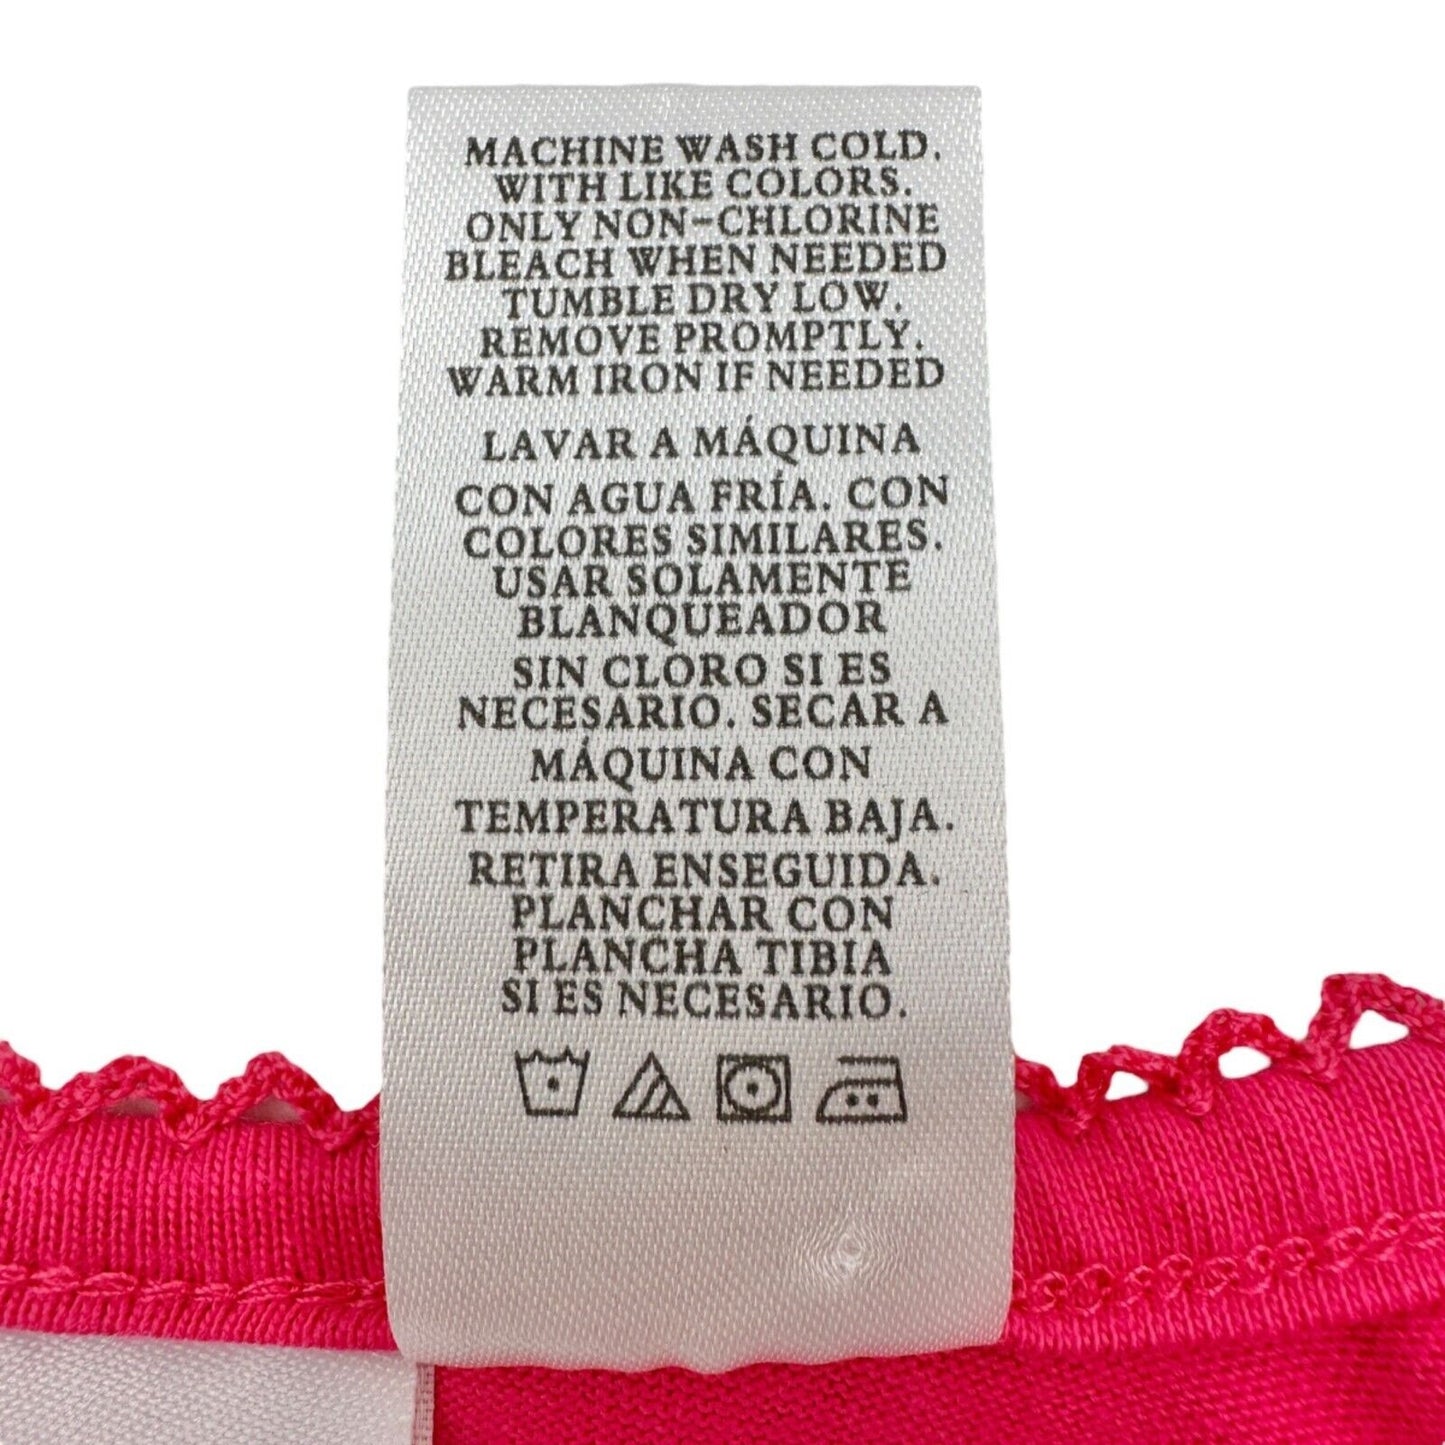 MACHINE WASH COLD.
WITH LIKE COLORS.
ONLY NON-CHLORINE
BLEACH WHEN NEEDED
TUMBLE DRY LOW.
REMOVE PROMPTLY.
WARM IRON IF NEEDED
LAVAR A MÁQUINA
CON AGUA FRÍA. CON
COLORES SIMILARES.
USAR SOLAMENTE
BLANQUEADOR
SIN CLORO SI ES
NECESARIO. SECAR A
MÁQUINA CON
TEMPERATURA BAJA.
RETIRA ENSEGUIDA.
PLANCHAR CON
PLANCHA TIBIA
SI ES NECESARIO.